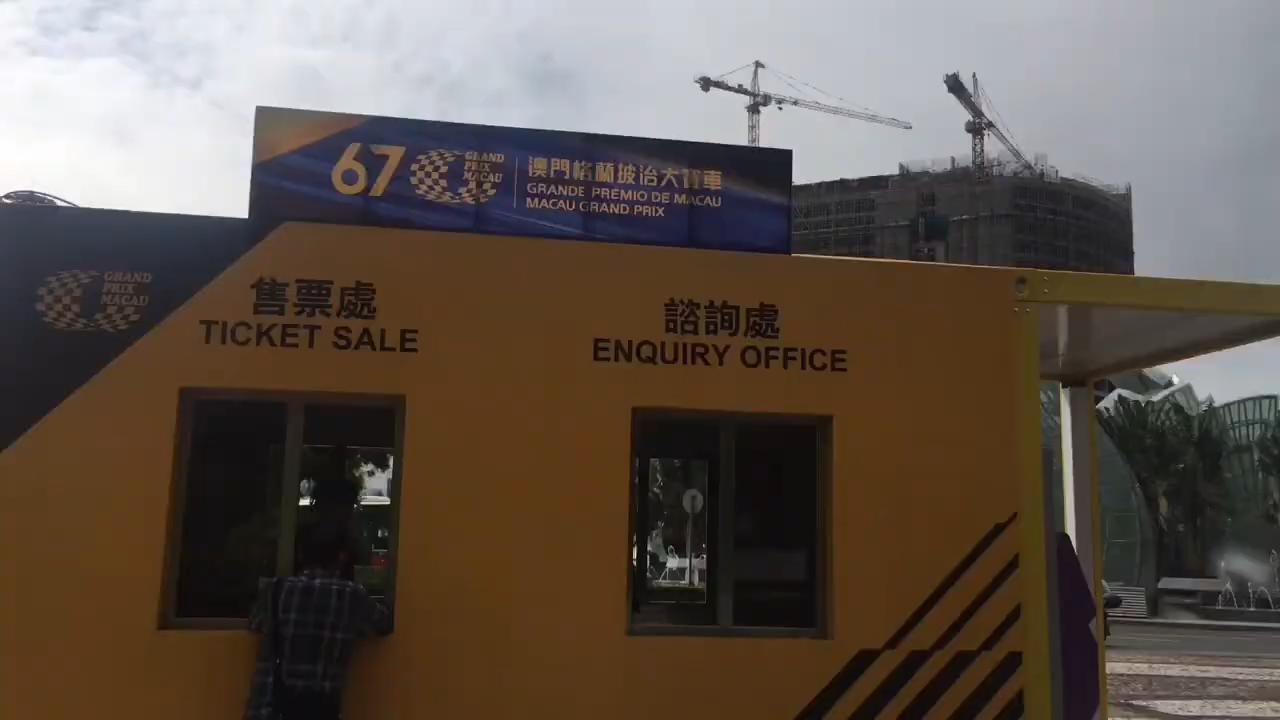 67
GRAND
PRIX
MACAU
澳門格蘭披治大賽車
GRANDE PRÉMIO DE MACAU
MACAU GRAND PRIX
GRAND
PRIX
MACAU
售票處
TICKET SALE
諮詢處
ENQUIRY OFFICE